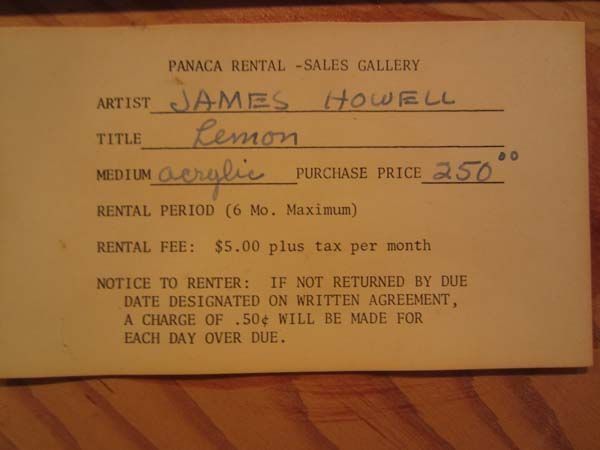 PANACA RENTAL -SALES GALLERY
ARTIST JAMES HOWELL
TITLE Lemon
MEDIUM acrylic PURCHASE PRICE 250⁰⁰
RENTAL PERIOD (6 Mo. Maximum)
RENTAL FEE: $5.00 plus tax per month
NOTICE TO RENTER: IF NOT RETURNED BY DUE
DATE DESIGNATED ON WRITTEN AGREEMENT,
A CHARGE OF .50¢ WILL BE MADE FOR
EACH DAY OVER DUE.